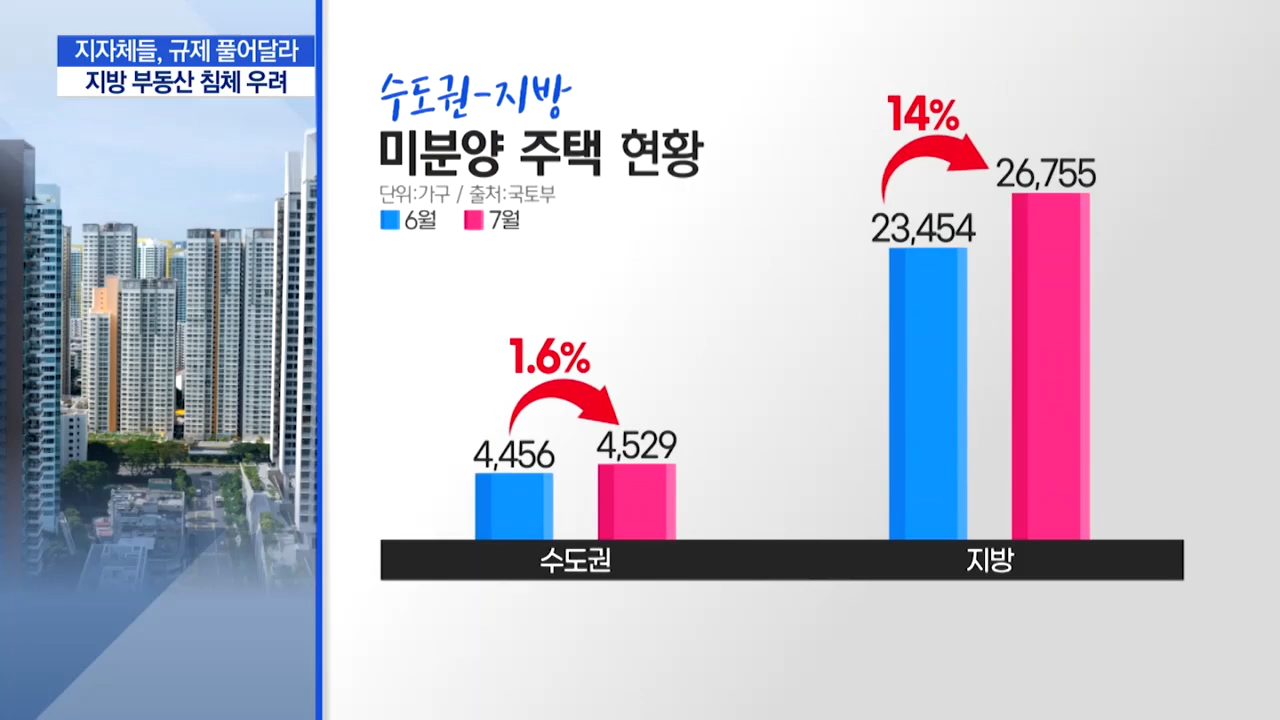 지자체들, 규제 풀어달라
지방 부동산 침체 우려
수도권-지방
미분양 주택 현황
단위:가구 / 출처:국토부
6월 7월
1.6%
4,456 4,529
14%
23,454 26,755
수도권 지방